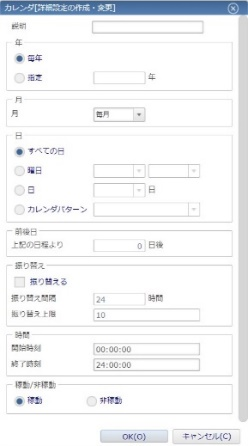 カレンダ[詳細設定の作成・変更]
説明
年
毎年
指定 年
月
月 毎月
日
すべての日
曜日
日 日
カレンダパターン
前後日
上記の日程より 0 日後
振り替え
振り替える
振り替え間隔 24 時間
振り替え上限 10
時間
開始時刻 00:00:00
終了時刻 24:00:00
稼動/非稼動
稼動 非稼動
OK(O) キャンセル(C)